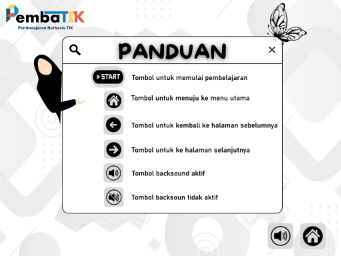 PembaTIK
Pembelajaran Berbasis TIK
PANDUAN
START
Tombol untuk memulai pembelajaran
Tombol untuk menuju ke menu utama
Tombol untuk kembali ke halaman sebelumnya
Tombol untuk ke halaman selanjutnya
Tombol backsound aktif
Tombol backsoun tidak aktif